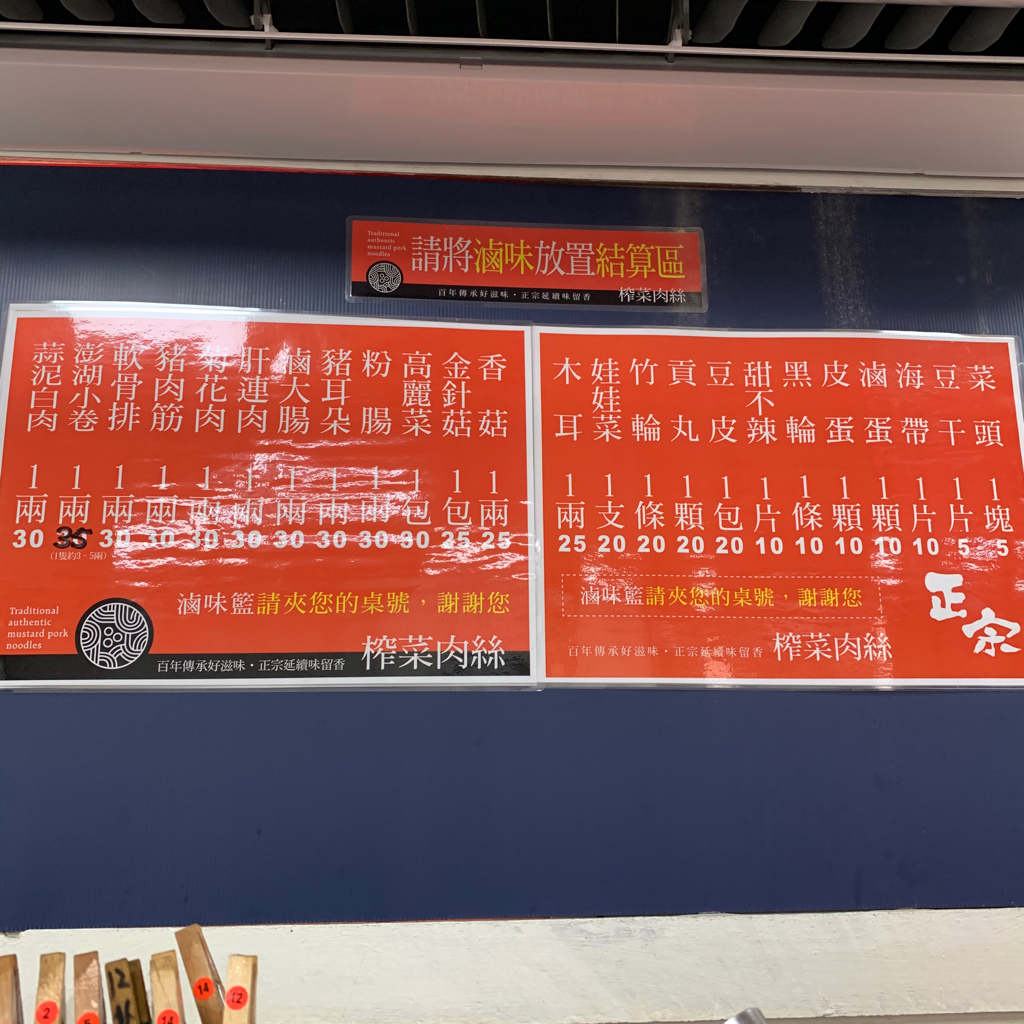 Traditional
authentic
mustard pork
noodles
請將滷味放置結算區
百年傳承好滋味・正宗延續味留香
榨菜肉絲
香菇 1兩 25
金針菇 1包 25
高麗菜 1包 30
粉腸 1兩 30
豬耳朵 1兩 30
滷大腸 1兩 30
肝連肉 1兩 30
菊花肉 1兩 30
豬肉筋 1兩 30
軟骨排 1兩 30
澎湖小卷 1兩 35
(1隻約3~5兩)
蒜泥白肉 1兩 30
滷味籃請夾您的桌號，謝謝您
Traditional
authentic
mustard pork
noodles
百年傳承好滋味・正宗延續味留香
榨菜肉絲
菜頭 1塊 5
豆干 1片 5
海帶 1片 10
滷蛋 1顆 10
皮蛋 1顆 10
黑輪 1條 10
甜不辣 1片 10
豆皮 1包 20
貢丸 1顆 20
竹輪 1條 20
娃娃菜 1支 20
木耳 1兩 25
滷味籃請夾您的桌號，謝謝您
百年傳承好滋味・正宗延續味留香
榨菜肉絲
正宗
2
5
12
14
14
12